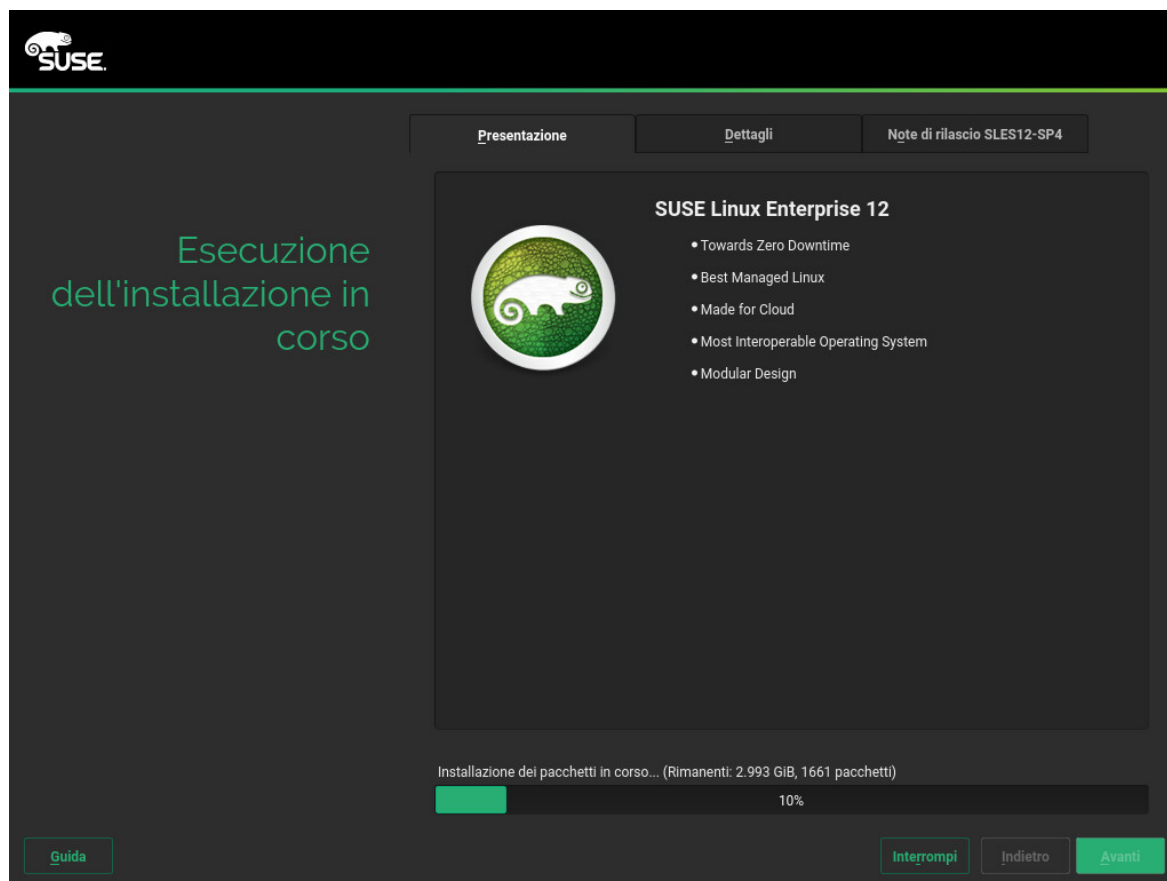 SUSE.
Presentazione
Dettagli
Note di rilascio SLES12-SP4
Esecuzione
dell'installazione in
corso
SUSE Linux Enterprise 12
• Towards Zero Downtime
• Best Managed Linux
• Made for Cloud
• Most Interoperable Operating System
• Modular Design
Installazione dei pacchetti in corso... (Rimanenti: 2.993 GiB, 1661 pacchetti)
10%
Guida
Interrompi
Indietro
Avanti